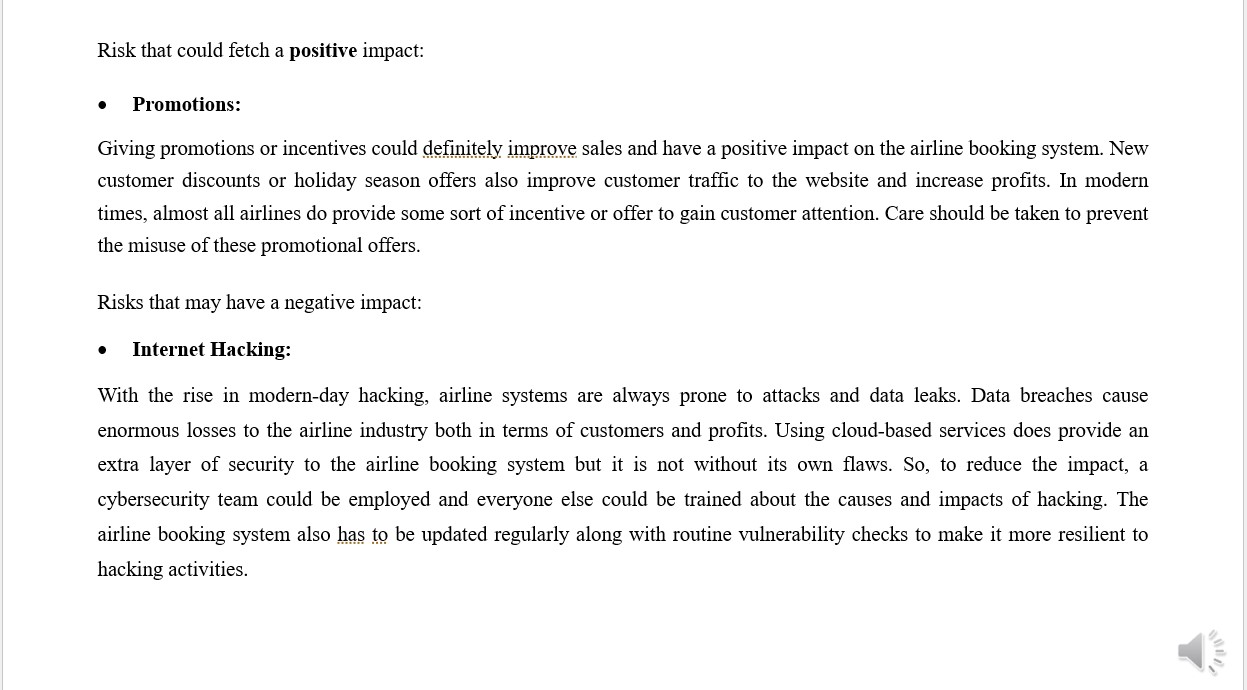 Risk that could fetch a positive impact:
• Promotions:
Giving promotions or incentives could definitely improve sales and have a positive impact on the airline booking system. New
customer discounts or holiday season offers also improve customer traffic to the website and increase profits. In modern
times, almost all airlines do provide some sort of incentive or offer to gain customer attention. Care should be taken to prevent
the misuse of these promotional offers.
Risks that may have a negative impact:
• Internet Hacking:
With the rise in modern-day hacking, airline systems are always prone to attacks and data leaks. Data breaches cause
enormous losses to the airline industry both in terms of customers and profits. Using cloud-based services does provide an
extra layer of security to the airline booking system but it is not without its own flaws. So, to reduce the impact, a
cybersecurity team could be employed and everyone else could be trained about the causes and impacts of hacking. The
airline booking system also has to be updated regularly along with routine vulnerability checks to make it more resilient to
hacking activities.